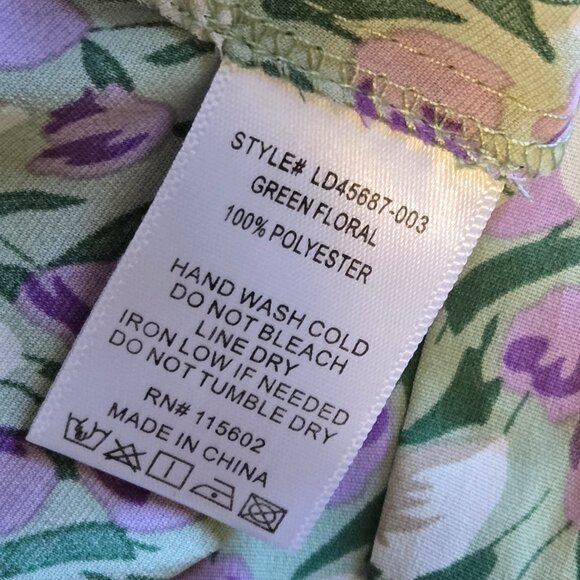 STYLE# LD45687-003
GREEN FLORAL
100% POLYESTER
HAND WASH COLD
DO NOT BLEACH
LINE DRY
IRON LOW IF NEEDED
DO NOT TUMBLE DRY
RN# 115602
MADE IN CHINA